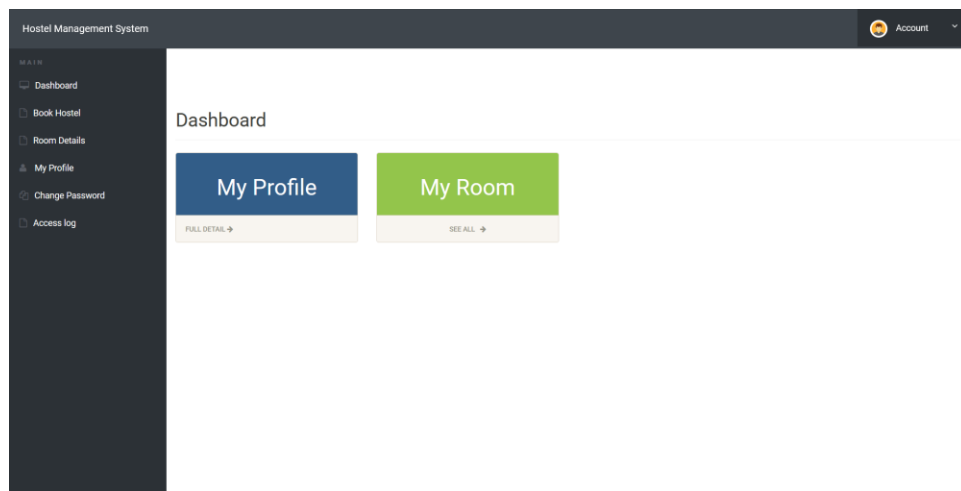 Hostel Management System
Account
MAIN
Dashboard
Book Hostel
Room Details
My Profile
Change Password
Access log
Dashboard
My Profile
My Room
FULL DETAIL
SEE ALL